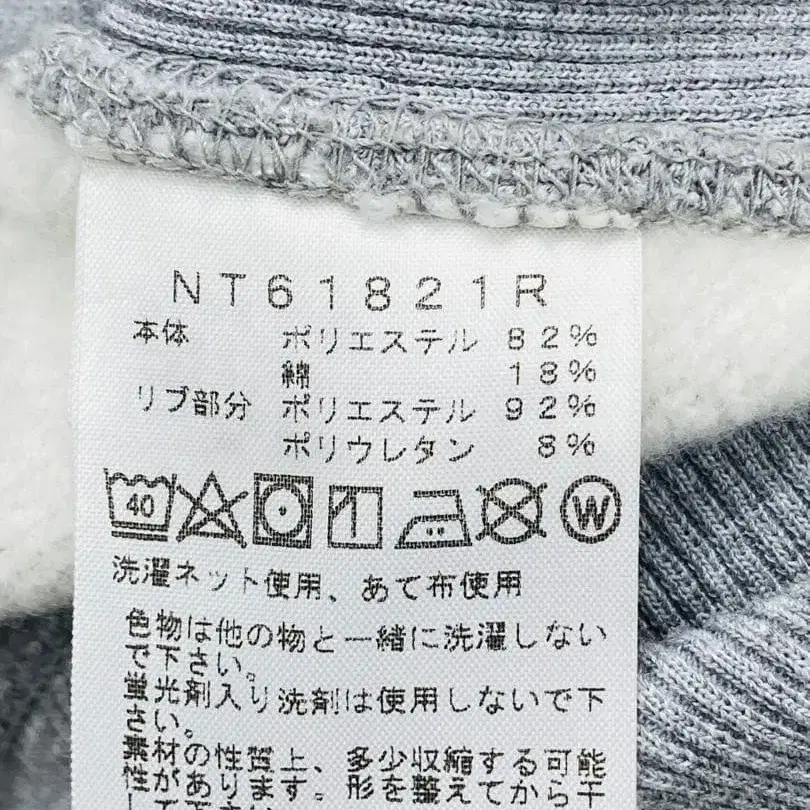 NT61821R
本体 ポリエステル 82%
綿 18%
リブ部分 ポリエステル 92%
ポリウレタン 8%
40
W
洗濯ネット使用、あて布使用
色物は他の物と一緒に洗濯しない
で下さい。
蛍光剤入り洗剤は使用しないで下
さい。
素材の性質上、多少収縮する可能
性があります。形を整えてから干